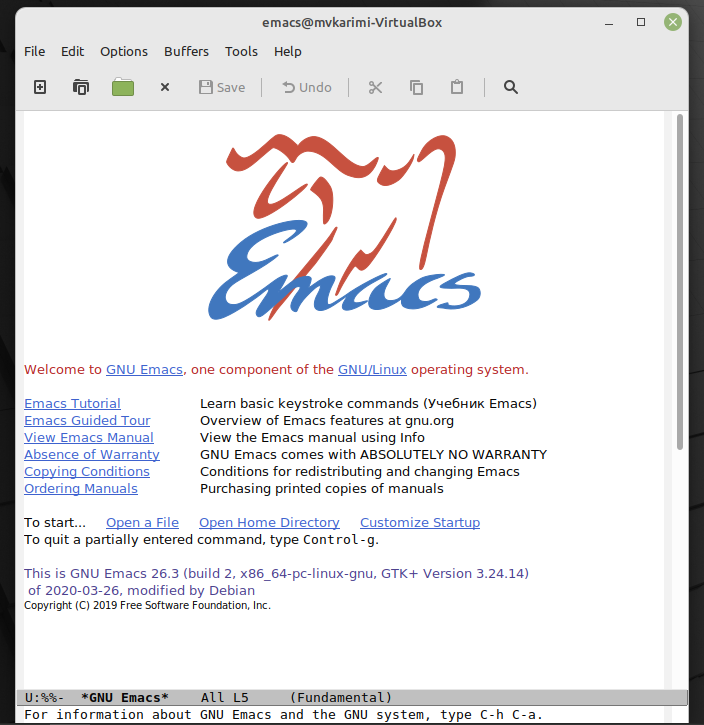 emacs@mvkarimi-VirtualBox
File Edit Options Buffers Tools Help
Save Undo
Emacs
Welcome to GNU Emacs, one component of the GNU/Linux operating system.
Emacs Tutorial Learn basic keystroke commands (Учебник Emacs)
Emacs Guided Tour Overview of Emacs features at gnu.org
View Emacs Manual View the Emacs manual using Info
Absence of Warranty GNU Emacs comes with ABSOLUTELY NO WARRANTY
Copying Conditions Conditions for redistributing and changing Emacs
Ordering Manuals Purchasing printed copies of manuals
To start... Open a File Open Home Directory Customize Startup
To quit a partially entered command, type Control-g.
This is GNU Emacs 26.3 (build 2, x86_64-pc-linux-gnu, GTK+ Version 3.24.14)
of 2020-03-26, modified by Debian
Copyright (C) 2019 Free Software Foundation, Inc.
U:%%- *GNU Emacs* All L5 (Fundamental)
For information about GNU Emacs and the GNU system, type C-h C-a.